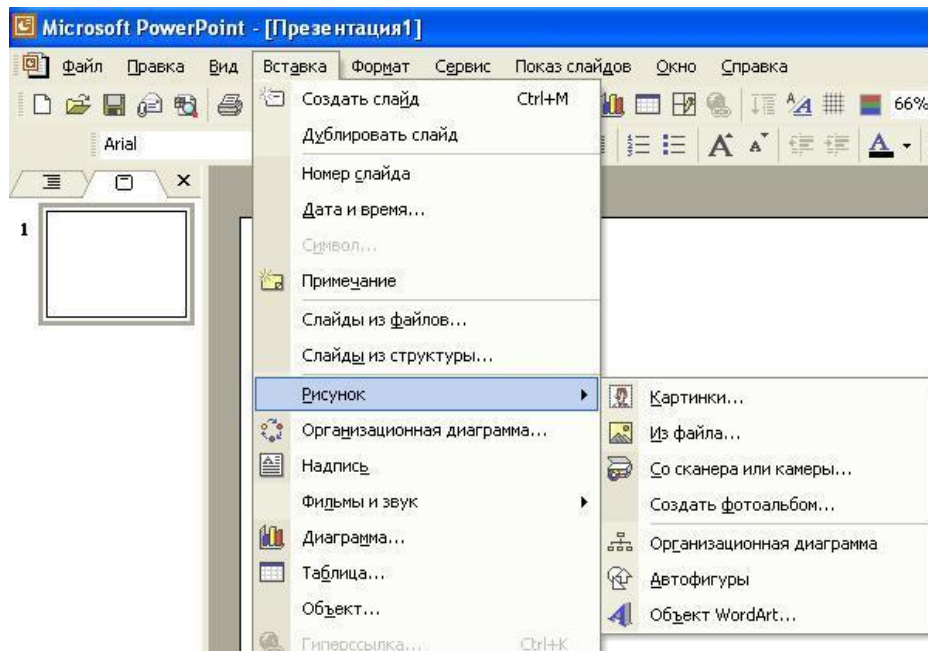 Microsoft PowerPoint - [Презентация1]
Файл Правка Вид Вставка Формат Сервис Показ слайдов Окно Справка
66%
Arial
1
Создать слайд Ctrl+M
Дублировать слайд
Номер слайда
Дата и время...
Символ...
Примечание
Слайды из файлов...
Слайды из структуры...
Рисунок
Организационная диаграмма...
Надпись
Фильмы и звук
Диаграмма...
Таблица...
Объект...
Гиперссылка... Ctrl+K
Картинки...
Из файла...
Со сканера или камеры...
Создать фотоальбом...
Организационная диаграмма
Автофигуры
Объект WordArt...